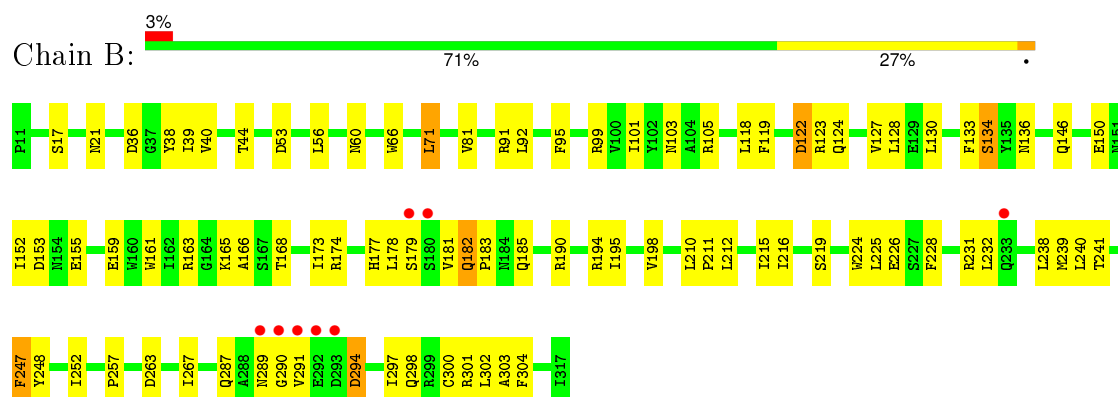 3%
Chain B:
71% 27% •
P11 S17 N21 D36 G37 Y38 I39 V40 T44 D53 L56 N60 W66 L71 V81 R91 L92 F95 R99 V100 I101 Y102 N103 A104 R105 L118 F119 D122 R123 Q124 V127 L128 E129 L130 F133 S134 Y135 N136 Q146 E150 N151
I152 D153 N154 E155 E159 W160 W161 I162 R163 G164 K165 A166 S167 T168 I173 R174 H177 L178 S179 S180 V181 Q182 P183 N184 Q185 R190 R194 I195 V198 L210 P211 L212 I215 I216 S219 W224 L225 E226 S227 F228 R231 L232 Q233 L238 M239 L240 T241
F247 Y248 I252 P257 D263 I267 Q287 A288 N289 G290 V291 E292 D293 D294 I297 Q298 R299 C300 R301 L302 A303 F304 I317